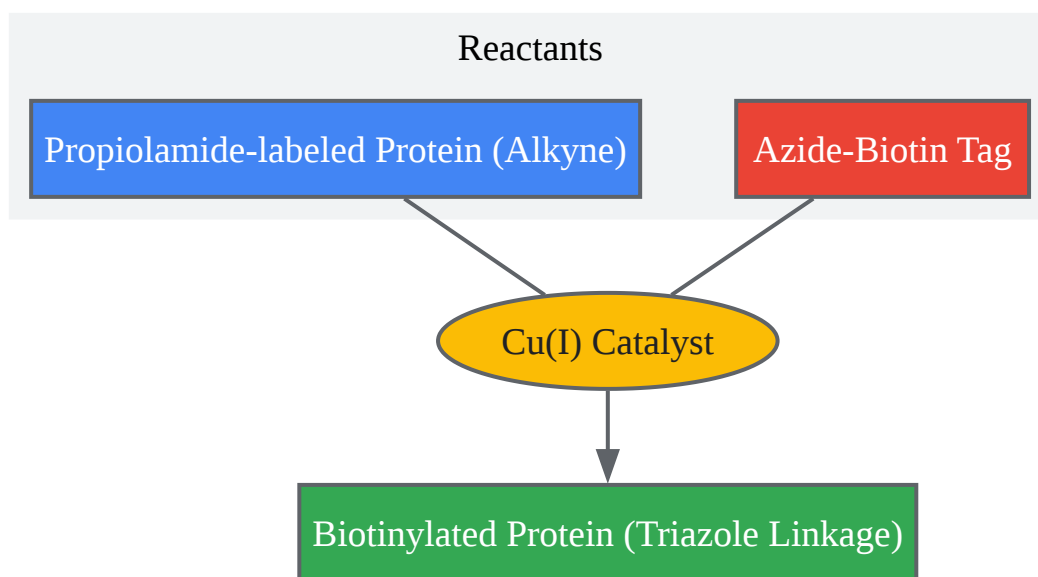 Reactants
Propiolamide-labeled Protein (Alkyne)
Azide-Biotin Tag
Cu(I) Catalyst
Biotinylated Protein (Triazole Linkage)